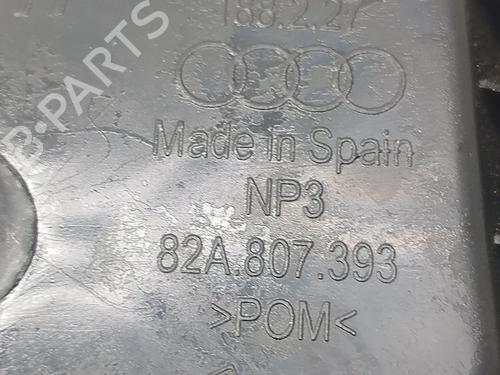 188.2.27
Made in Spain
NP3
82A.807.393
>POM<
B-PARTS